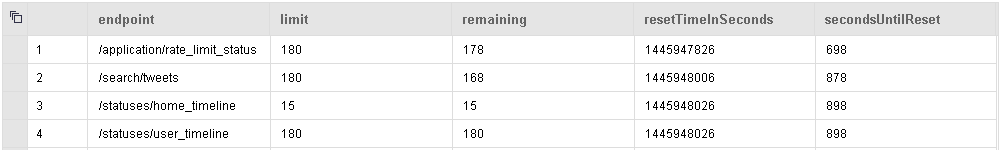 endpoint limit remaining resetTimeInSeconds secondsUntilReset
1 /application/rate_limit_status 180 178 1445947826 698
2 /search/tweets 180 168 1445948006 878
3 /statuses/home_timeline 15 15 1445948026 898
4 /statuses/user_timeline 180 180 1445948026 898